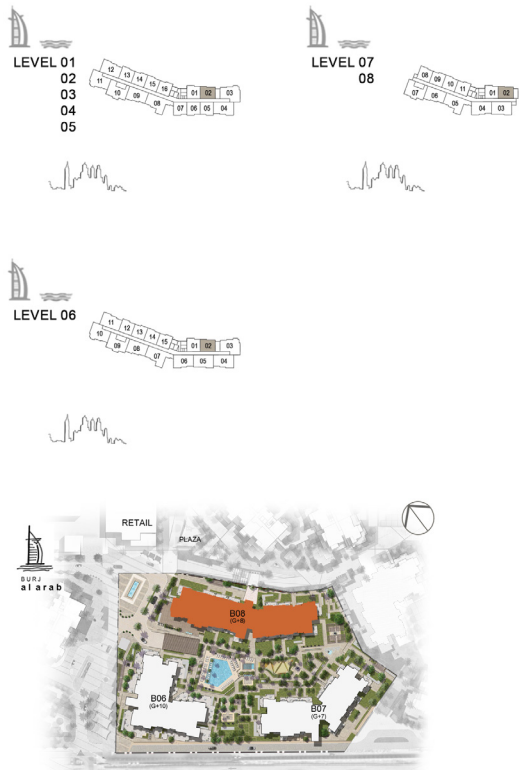 LEVEL 01
02
03
04
05
12 13 14 15 16
11 10 09 08
01 02 03
07 06 05 04
LEVEL 07
08
08 09 10 11
07 06 05
01 02
04 03
LEVEL 06
11 12 13 14 15
10 09 08 07
01 02 03
06 05 04
RETAIL
PLAZA
BURJ
al arab
B08
(G+8)
B06
(G+10)
B07
(G+7)